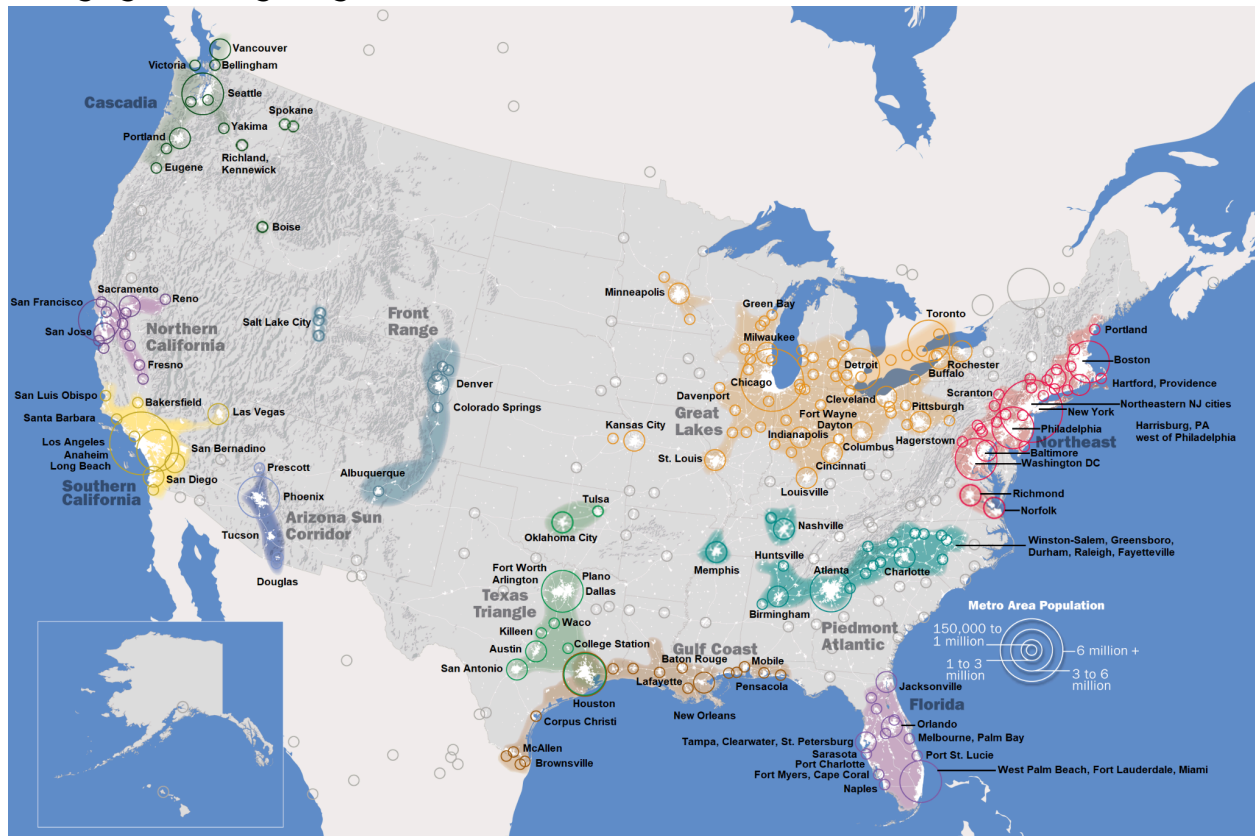 Vancouver
Victoria
Bellingham
Seattle
Cascadia
Spokane
Yakima
Portland
Richland,
Kennewick
Eugene
Boise
Sacramento
San Francisco
Reno
San Jose
Northern
California
Fresno
Salt Lake City
Front
Range
Denver
Colorado Springs
Albuquerque
San Luis Obispo
Bakersfield
Santa Barbara
Las Vegas
Los Angeles
Anaheim
Long Beach
San Bernadino
Southern
California
San Diego
Prescott
Phoenix
Arizona Sun
Corridor
Tucson
Douglas
Minneapolis
Green Bay
Milwaukee
Toronto
Chicago
Detroit
Rochester
Buffalo
Davenport
Cleveland
Great
Lakes
Fort Wayne
Dayton
Pittsburgh
Kansas City
Indianapolis
Columbus
Hagerstown
St. Louis
Cincinnati
Louisville
Portland
Boston
Hartford, Providence
Scranton
Northeastern NJ cities
New York
Philadelphia
Harrisburg, PA
west of Philadelphia
Northeast
Baltimore
Washington DC
Richmond
Norfolk
Tulsa
Oklahoma City
Nashville
Memphis
Huntsville
Atlanta
Charlotte
Birmingham
Winston-Salem, Greensboro,
Durham, Raleigh, Fayetteville
Piedmont
Atlantic
Fort Worth
Arlington
Plano
Dallas
Texas
Triangle
Waco
Killeen
College Station
Austin
San Antonio
Houston
Gulf Coast
Baton Rouge
Mobile
Lafayette
Pensacola
New Orleans
Corpus Christi
McAllen
Brownsville
Metro Area Population
150,000 to
1 million
6 million +
1 to 3
million
3 to 6
million
Jacksonville
Florida
Orlando
Tampa, Clearwater, St. Petersburg
Melbourne, Palm Bay
Sarasota
Port St. Lucie
Port Charlotte
Fort Myers, Cape Coral
West Palm Beach, Fort Lauderdale, Miami
Naples